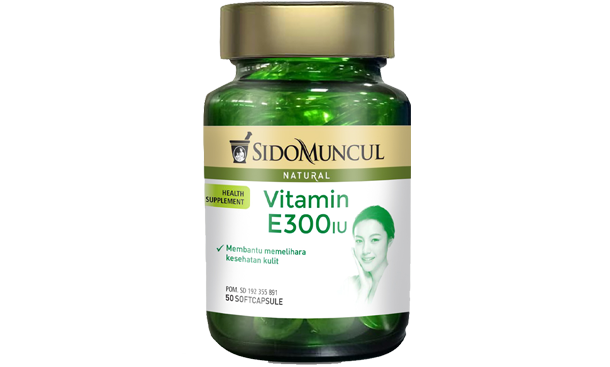 SIDOMUNCUL
NATURAL
HEALTH
SUPPLEMENT
Vitamin
E300IU
Membantu memelihara
kesehatan kulit
POM. SD 192 355 891
50 SOFTCAPSULE